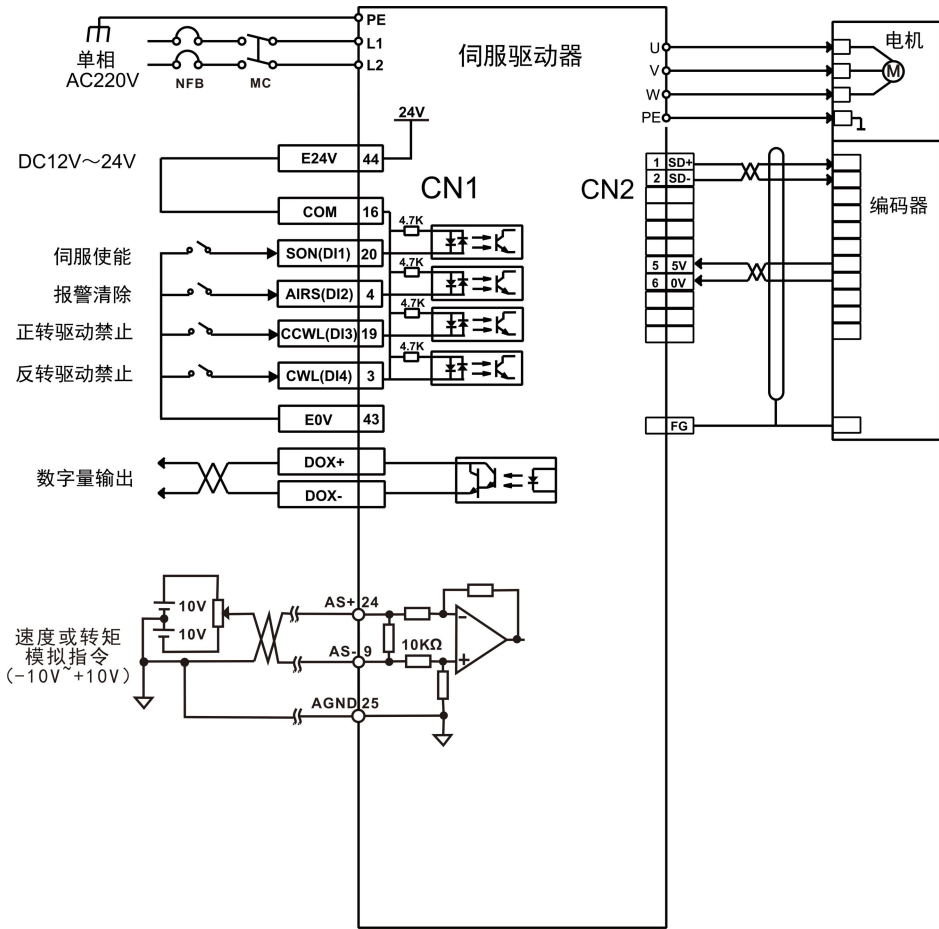 PE
L1
L2
单相
AC220V
NFB
MC
伺服驱动器
电机
U
V
W
PE
M
24V
DC12V～24V
E24V 44
CN1
CN2
COM 16
4.7K
伺服使能
SON(DI1) 20
4.7K
报警清除
AIRS(DI2) 4
4.7K
正转驱动禁止
CCWL(DI3) 19
4.7K
反转驱动禁止
CWL(DI4) 3
E0V 43
1 SD+
2 SD-
编码器
5 5V
6 0V
FG
数字量输出
DOX+
DOX-
10V
10V
速度或转矩
模拟指令
(-10V~+10V)
AS+ 24
AS- 9
10KΩ
AGND 25